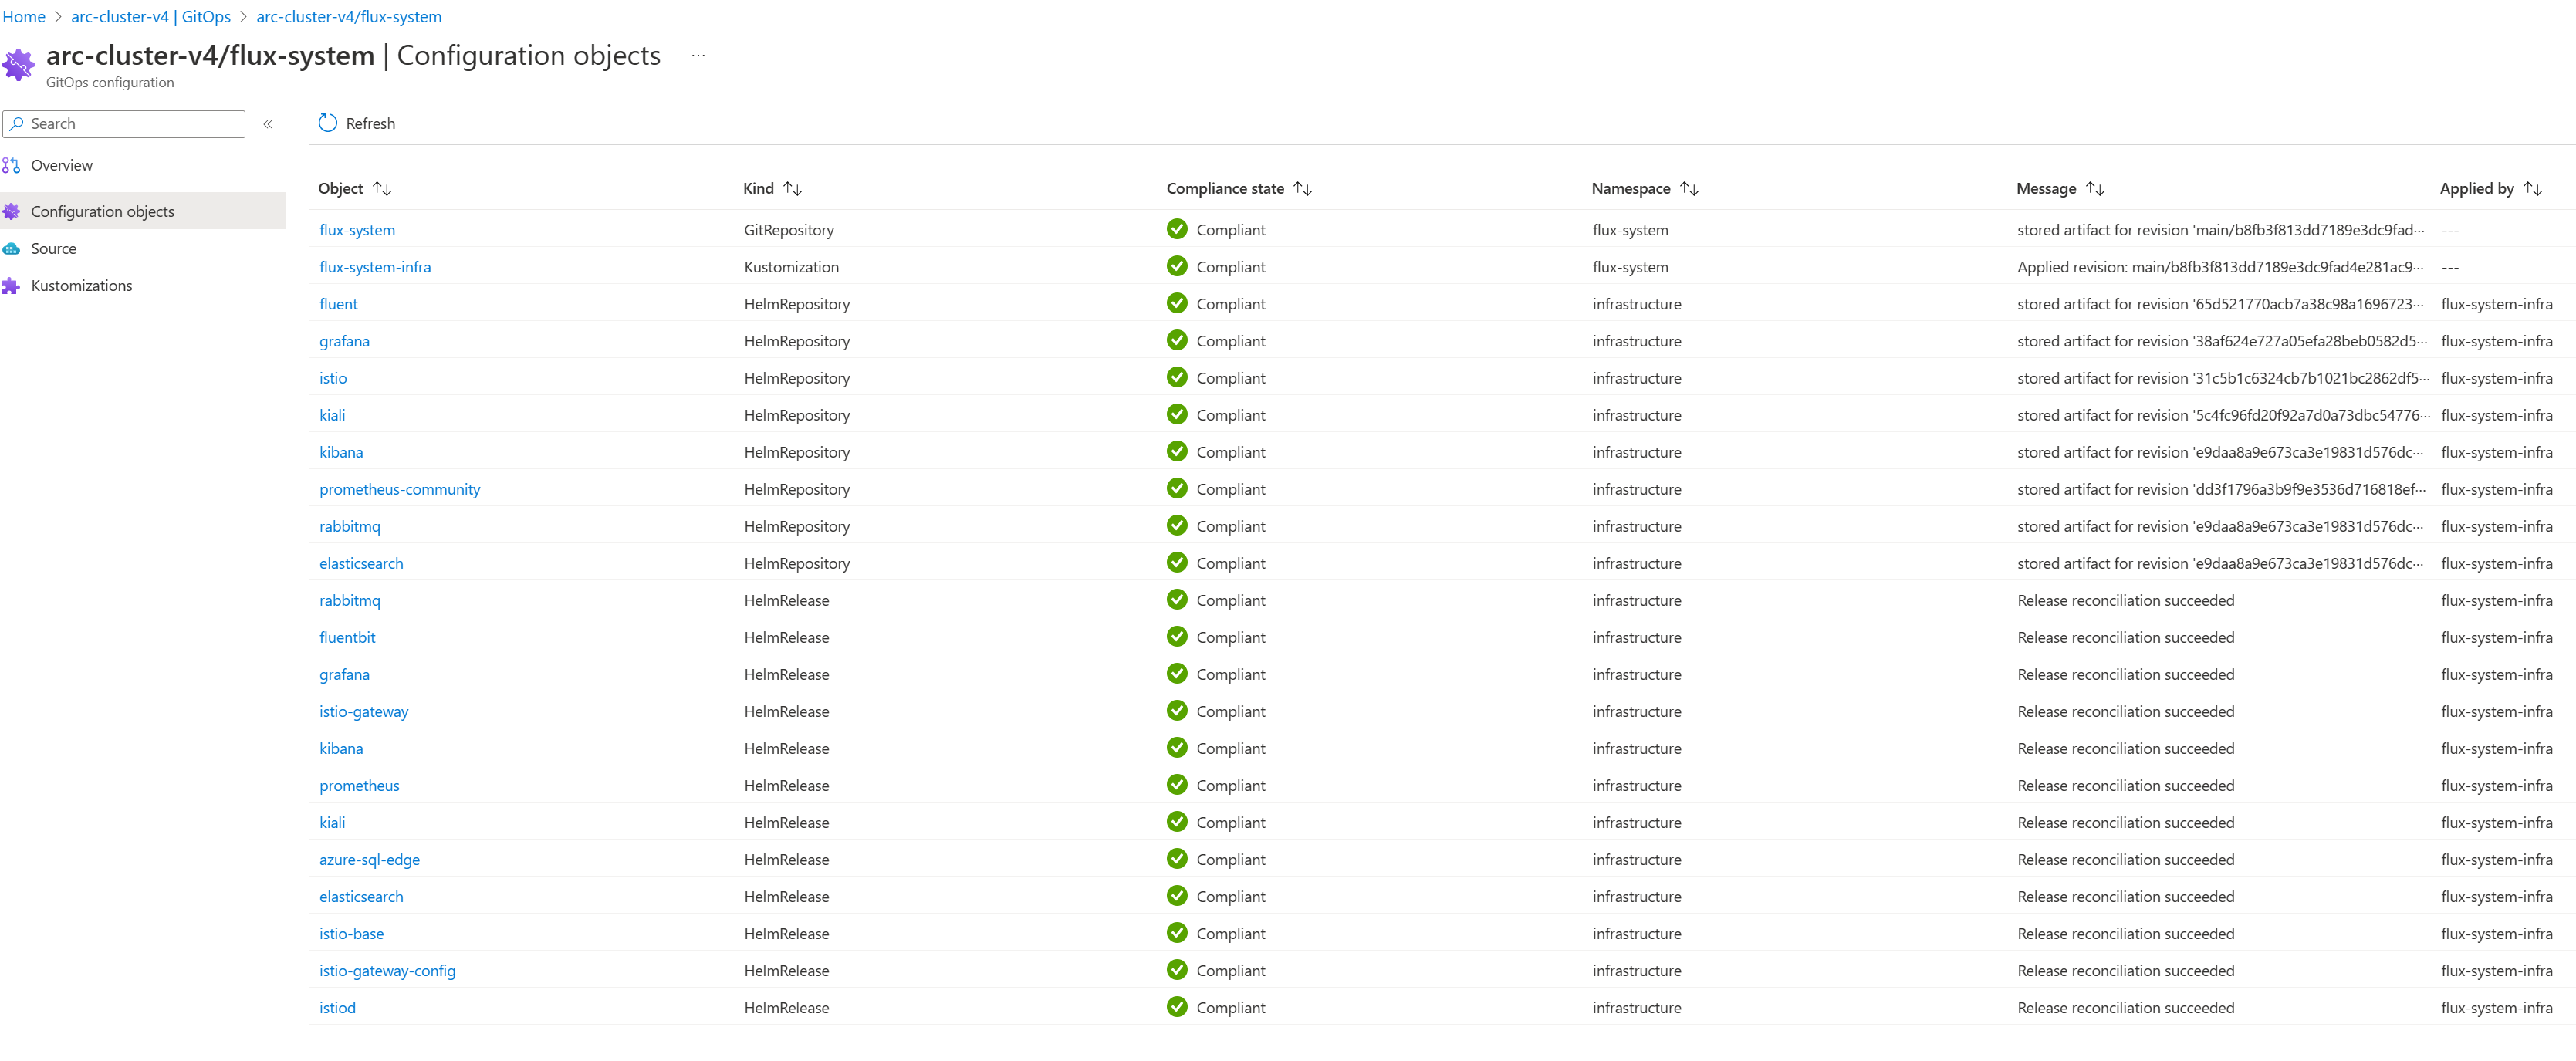 Home > arc-cluster-v4 | GitOps > arc-cluster-v4/flux-system
arc-cluster-v4/flux-system | Configuration objects ...
GitOps configuration
Search «
Refresh
Overview
Configuration objects
Source
Kustomizations
Object ↑↓ Kind ↑↓ Compliance state ↑↓ Namespace ↑↓ Message ↑↓ Applied by ↑↓
flux-system GitRepository Compliant flux-system stored artifact for revision 'main/b8fb3f813dd7189e3dc9fad··· ---
flux-system-infra Kustomization Compliant flux-system Applied revision: main/b8fb3f813dd7189e3dc9fad4e281ac9··· ---
fluent HelmRepository Compliant infrastructure stored artifact for revision '65d521770acb7a38c98a1696723··· flux-system-infra
grafana HelmRepository Compliant infrastructure stored artifact for revision '38af624e727a05efa28beb0582d5··· flux-system-infra
istio HelmRepository Compliant infrastructure stored artifact for revision '31c5b1c6324cb7b1021bc2862df5··· flux-system-infra
kiali HelmRepository Compliant infrastructure stored artifact for revision '5c4fc96fd20f92a7d0a73dbc54776··· flux-system-infra
kibana HelmRepository Compliant infrastructure stored artifact for revision 'e9daa8a9e673ca3e19831d576dc··· flux-system-infra
prometheus-community HelmRepository Compliant infrastructure stored artifact for revision 'dd3f1796a3b9f9e3536d716818ef··· flux-system-infra
rabbitmq HelmRepository Compliant infrastructure stored artifact for revision 'e9daa8a9e673ca3e19831d576dc··· flux-system-infra
elasticsearch HelmRepository Compliant infrastructure stored artifact for revision 'e9daa8a9e673ca3e19831d576dc··· flux-system-infra
rabbitmq HelmRelease Compliant infrastructure Release reconciliation succeeded flux-system-infra
fluentbit HelmRelease Compliant infrastructure Release reconciliation succeeded flux-system-infra
grafana HelmRelease Compliant infrastructure Release reconciliation succeeded flux-system-infra
istio-gateway HelmRelease Compliant infrastructure Release reconciliation succeeded flux-system-infra
kibana HelmRelease Compliant infrastructure Release reconciliation succeeded flux-system-infra
prometheus HelmRelease Compliant infrastructure Release reconciliation succeeded flux-system-infra
kiali HelmRelease Compliant infrastructure Release reconciliation succeeded flux-system-infra
azure-sql-edge HelmRelease Compliant infrastructure Release reconciliation succeeded flux-system-infra
elasticsearch HelmRelease Compliant infrastructure Release reconciliation succeeded flux-system-infra
istio-base HelmRelease Compliant infrastructure Release reconciliation succeeded flux-system-infra
istio-gateway-config HelmRelease Compliant infrastructure Release reconciliation succeeded flux-system-infra
istiod HelmRelease Compliant infrastructure Release reconciliation succeeded flux-system-infra